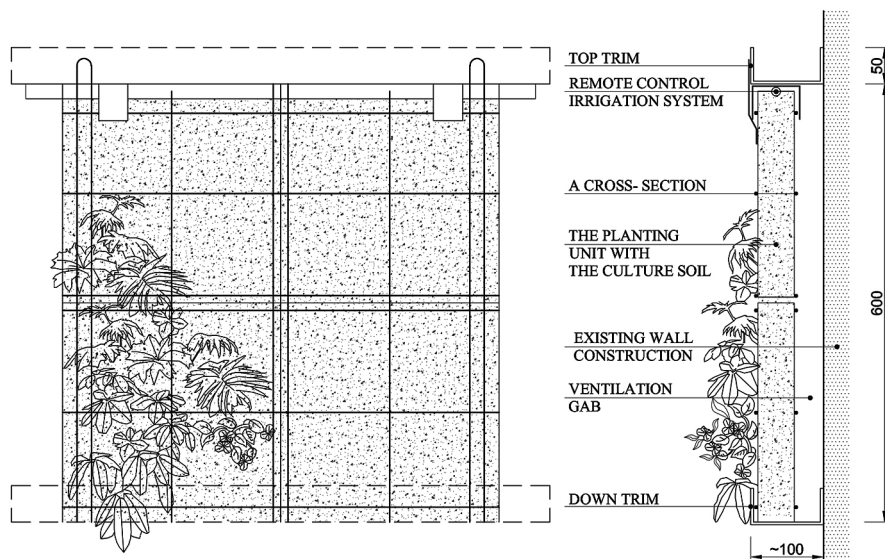 TOP TRIM
REMOTE CONTROL
IRRIGATION SYSTEM
A CROSS- SECTION
THE PLANTING
UNIT WITH
THE CULTURE SOIL
EXISTING WALL
CONSTRUCTION
VENTILATION
GAB
DOWN TRIM
50
600
~100